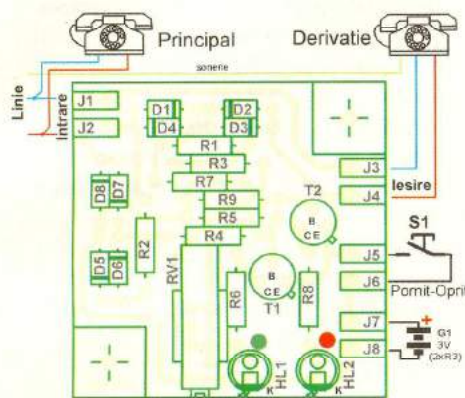 Principal
Derivatie
sonerie
Linie
Intrare
J1
J2
D1
D2
D4
D3
R1
R3
R7
R9
R5
R4
J3
J4
Iesire
T2
B
C E
S1
D8
D7
R2
D5
D6
RV1
J5
J6
Pornit-Oprit
B
C E
T1
R6
R8
J7
J8
+
G1
3V
(2xR3)
HL1
K
HL2
K